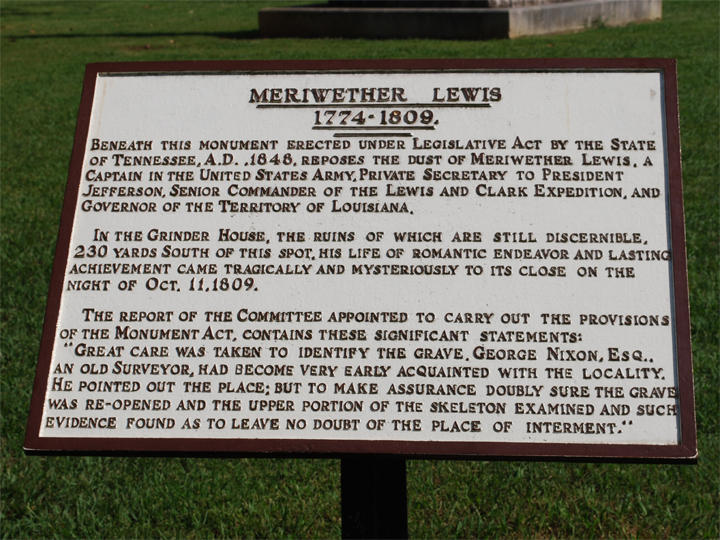 MERIWETHER LEWIS
1774-1809.
BENEATH THIS MONUMENT ERECTED UNDER LEGISLATIVE ACT BY THE STATE
OF TENNESSEE, A.D., 1848, REPOSES THE DUST OF MERIWETHER LEWIS, A
CAPTAIN IN THE UNITED STATES ARMY, PRIVATE SECRETARY TO PRESIDENT
JEFFERSON, SENIOR COMMANDER OF THE LEWIS AND CLARK EXPEDITION, AND
GOVERNOR OF THE TERRITORY OF LOUISIANA.
IN THE GRINDER HOUSE, THE RUINS OF WHICH ARE STILL DISCERNIBLE,
230 YARDS SOUTH OF THIS SPOT, HIS LIFE OF ROMANTIC ENDEAVOR AND LASTING
ACHIEVEMENT CAME TRAGICALLY AND MYSTERIOUSLY TO ITS CLOSE ON THE
NIGHT OF OCT. 11, 1809.
THE REPORT OF THE COMMITTEE APPOINTED TO CARRY OUT THE PROVISIONS
OF THE MONUMENT ACT, CONTAINS THESE SIGNIFICANT STATEMENTS:
"GREAT CARE WAS TAKEN TO IDENTIFY THE GRAVE. GEORGE NIXON, ESQ.,
AN OLD SURVEYOR, HAD BECOME VERY EARLY ACQUAINTED WITH THE LOCALITY.
HE POINTED OUT THE PLACE; BUT TO MAKE ASSURANCE DOUBLY SURE THE GRAVE
WAS RE-OPENED AND THE UPPER PORTION OF THE SKELETON EXAMINED AND SUCH
EVIDENCE FOUND AS TO LEAVE NO DOUBT OF THE PLACE OF INTERMENT."